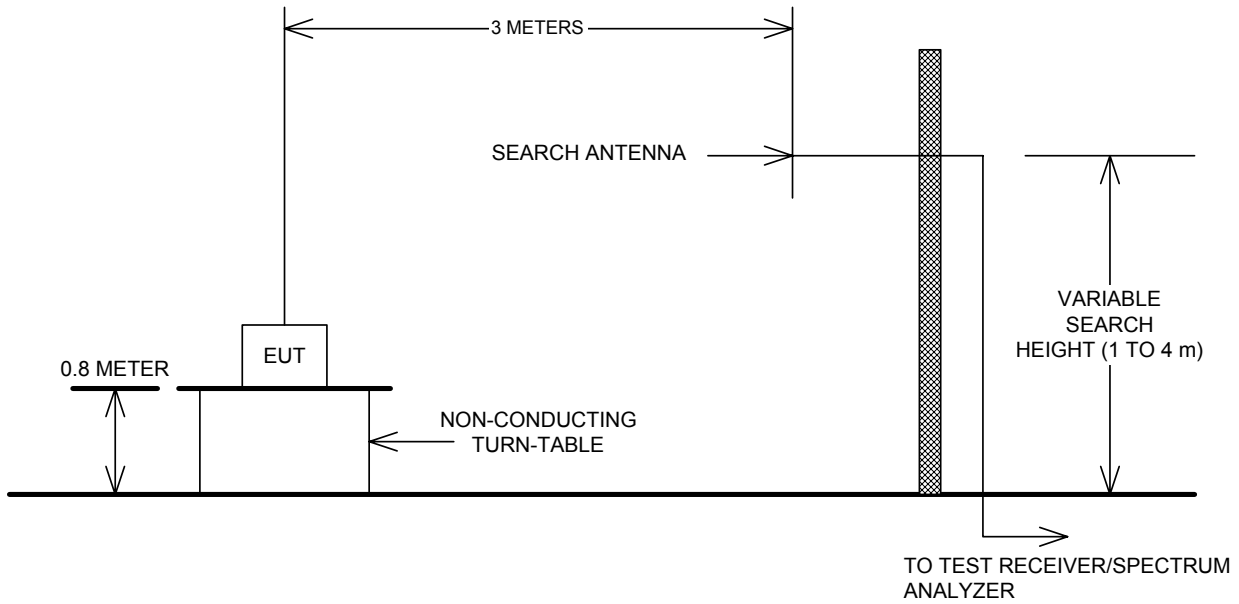 3 METERS
SEARCH ANTENNA
VARIABLE
SEARCH
HEIGHT (1 TO 4 m)
EUT
0.8 METER
NON-CONDUCTING
TURN-TABLE
TO TEST RECEIVER/SPECTRUM
ANALYZER